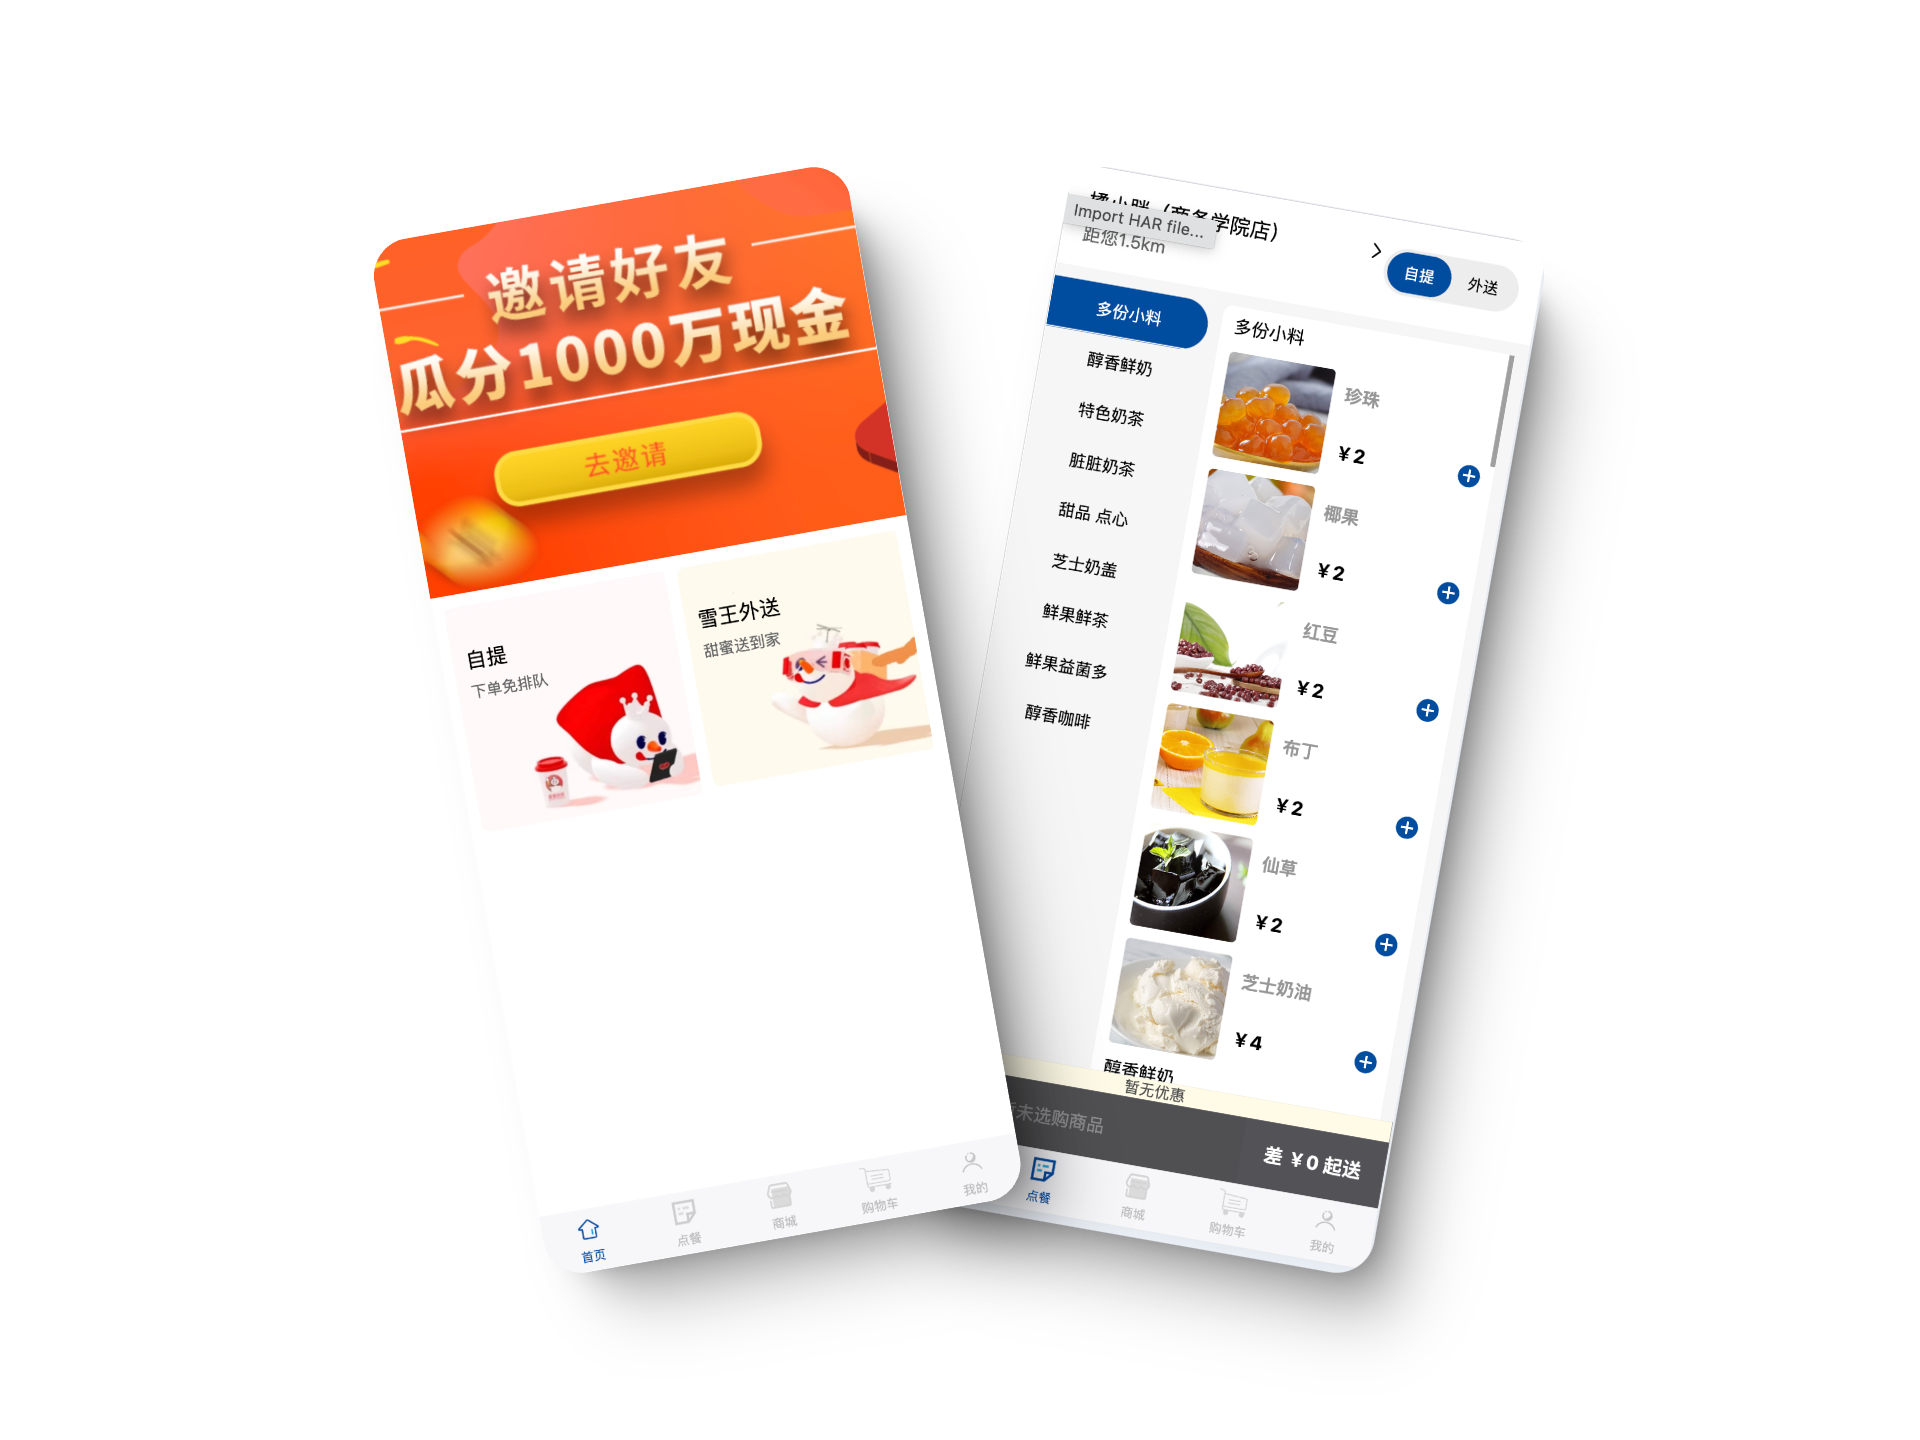 邀请好友
瓜分1000万现金
去邀请
自提
下单免排队
雪王外送
甜蜜送到家
首页
点餐
商城
购物车
我的
橘小胖（商务学院店）
Import HAR file...
距您1.5km
自提
外送
多份小料
醇香鲜奶
特色奶茶
脏脏奶茶
甜品 点心
芝士奶盖
鲜果鲜茶
鲜果益菌多
醇香咖啡
多份小料
珍珠
¥2
椰果
¥2
红豆
¥2
布丁
¥2
仙草
¥2
芝士奶油
¥4
醇香鲜奶
暂无优惠
未选购商品
差 ¥0 起送
点餐
商城
购物车
我的